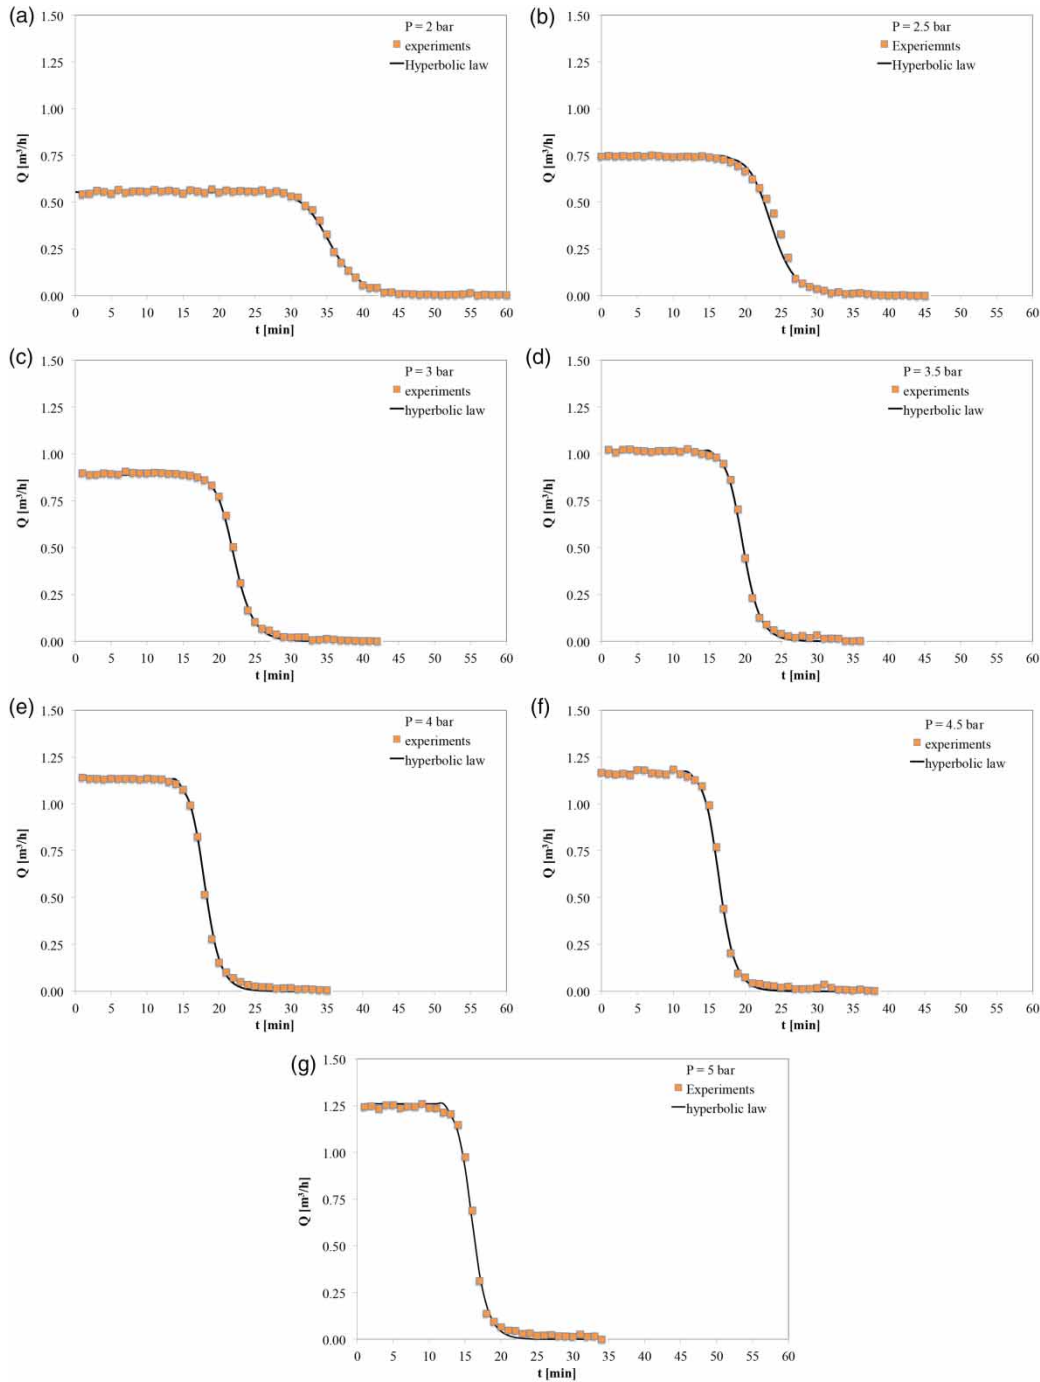 (a)
P = 2 bar
experiments
Hyperbolic law
1.50
1.25
1.00
0.75
0.50
0.25
0.00
Q [m³/h]
0 5 10 15 20 25 30 35 40 45 50 55 60
t [min]
(b)
P = 2.5 bar
Experiemnts
Hyperbolic law
1.50
1.25
1.00
0.75
0.50
0.25
0.00
Q [m³/h]
0 5 10 15 20 25 30 35 40 45 50 55 60
t [min]
(c)
P = 3 bar
experiments
hyperbolic law
1.50
1.25
1.00
0.75
0.50
0.25
0.00
Q [m³/h]
0 5 10 15 20 25 30 35 40 45 50 55 60
t [min]
(d)
P = 3.5 bar
experiments
hyperbolic law
1.50
1.25
1.00
0.75
0.50
0.25
0.00
Q [m³/h]
0 5 10 15 20 25 30 35 40 45 50 55 60
t [min]
(e)
P = 4 bar
experiments
hyperbolic law
1.50
1.25
1.00
0.75
0.50
0.25
0.00
Q [m³/h]
0 5 10 15 20 25 30 35 40 45 50 55 60
t [min]
(f)
P = 4.5 bar
experiments
hyperbolic law
1.50
1.25
1.00
0.75
0.50
0.25
0.00
Q [m³/h]
0 5 10 15 20 25 30 35 40 45 50 55 60
t [min]
(g)
P = 5 bar
Experiments
hyperbolic law
1.50
1.25
1.00
0.75
0.50
0.25
0.00
Q [m³/h]
0 5 10 15 20 25 30 35 40 45 50 55 60
t [min]